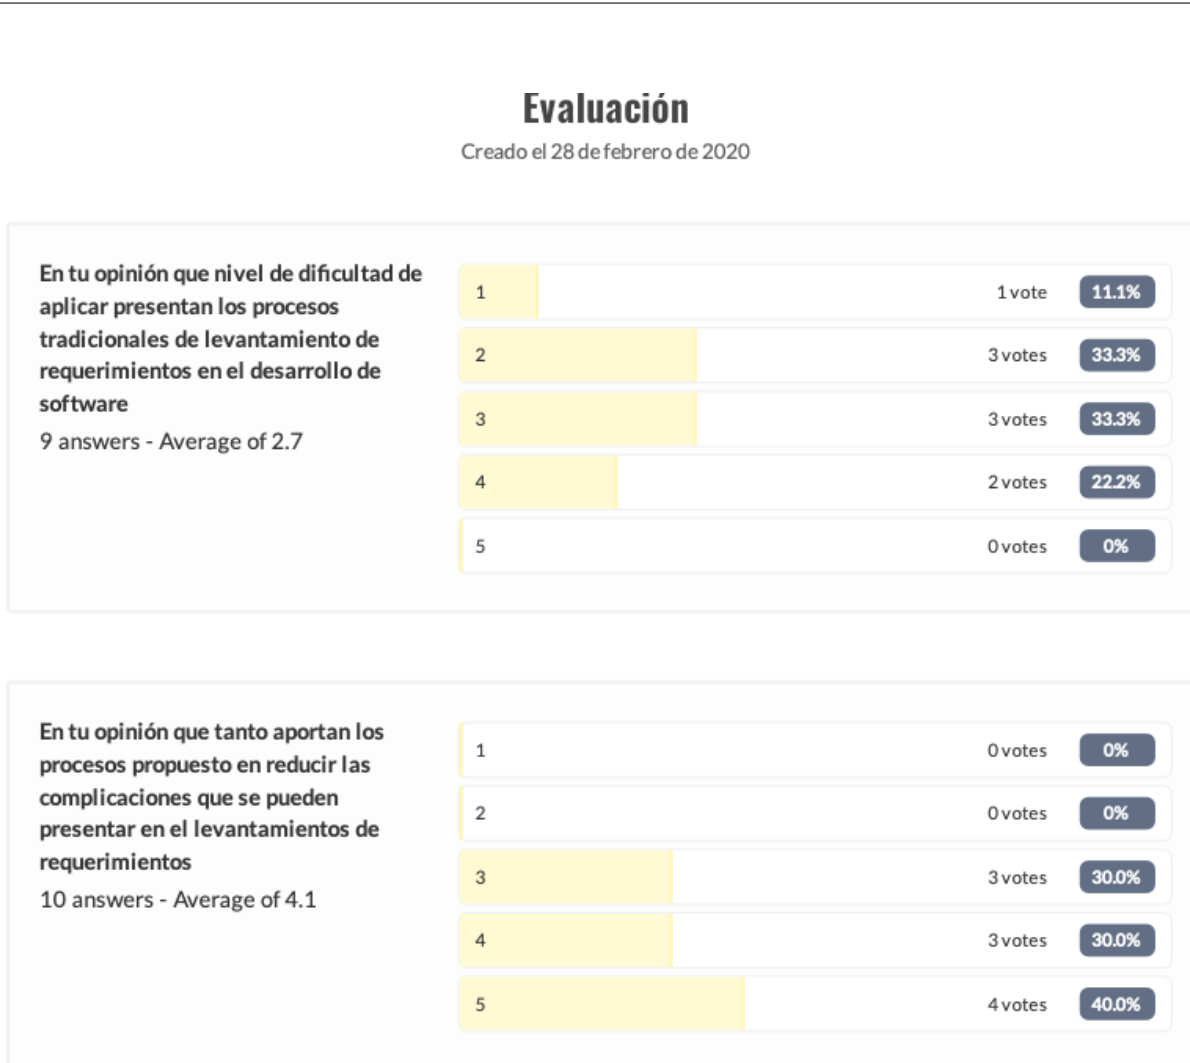 Evaluación
Creado el 28 de febrero de 2020
En tu opinión que nivel de dificultad de
aplicar presentan los procesos
tradicionales de levantamiento de
requerimientos en el desarrollo de
software
9 answers - Average of 2.7
1 1 vote 11.1%
2 3 votes 33.3%
3 3 votes 33.3%
4 2 votes 22.2%
5 0 votes 0%
En tu opinión que tanto aportan los
procesos propuesto en reducir las
complicaciones que se pueden
presentar en el levantamientos de
requerimientos
10 answers - Average of 4.1
1 0 votes 0%
2 0 votes 0%
3 3 votes 30.0%
4 3 votes 30.0%
5 4 votes 40.0%